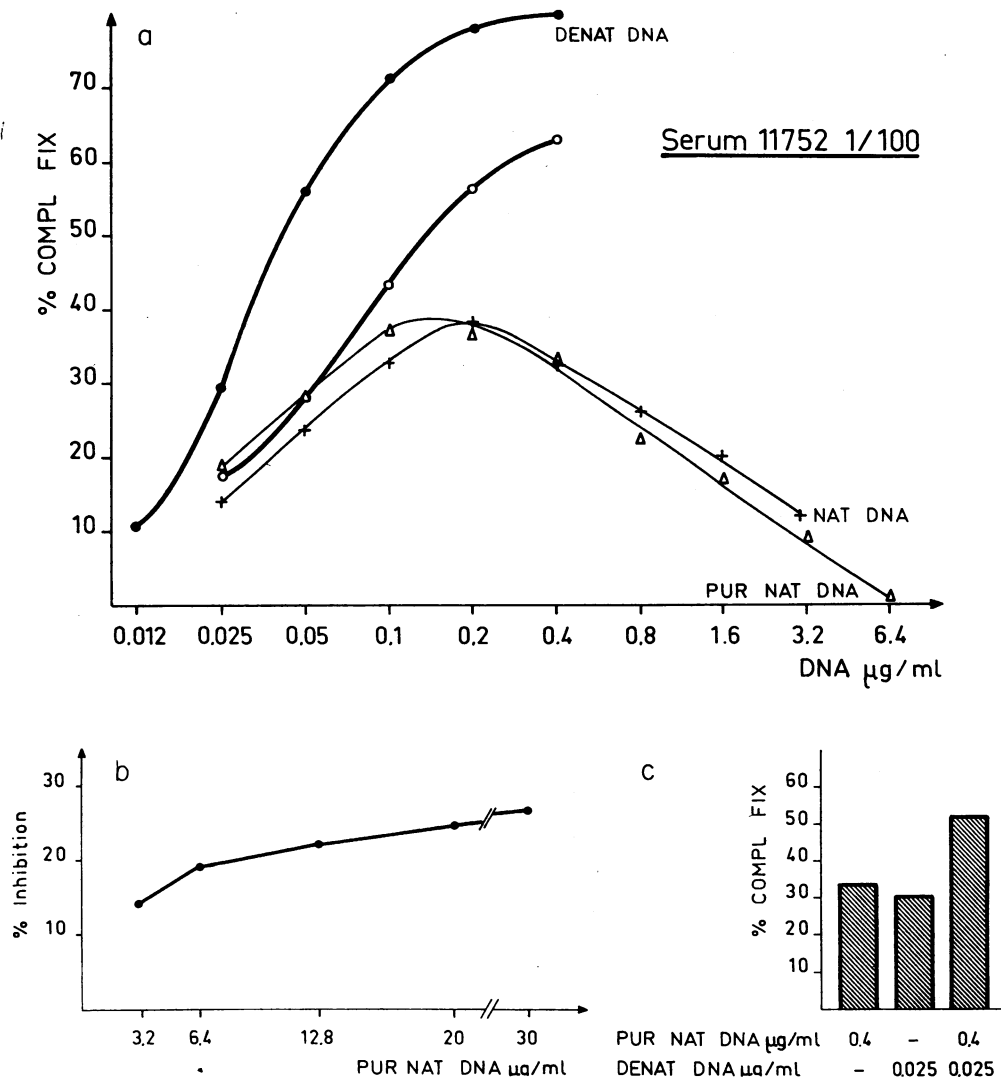 a
DENAT DNA
i
% COMPL FIX
70
60
50
40
30
20
10
Serum 11752 1/100
NAT DNA
PUR NAT DNA
0.012 0.025 0.05 0.1 0.2 0.4 0.8 1.6 3.2 6.4
DNA µg/ml
b
% Inhibition
30
20
10
3.2 6.4 12.8 20 30
PUR NAT DNA µg/ml
c
% COMPL FIX
60
50
40
30
20
10
PUR NAT DNA µg/ml 0.4 – 0.4
DENAT DNA µg/ml – 0.025 0.025